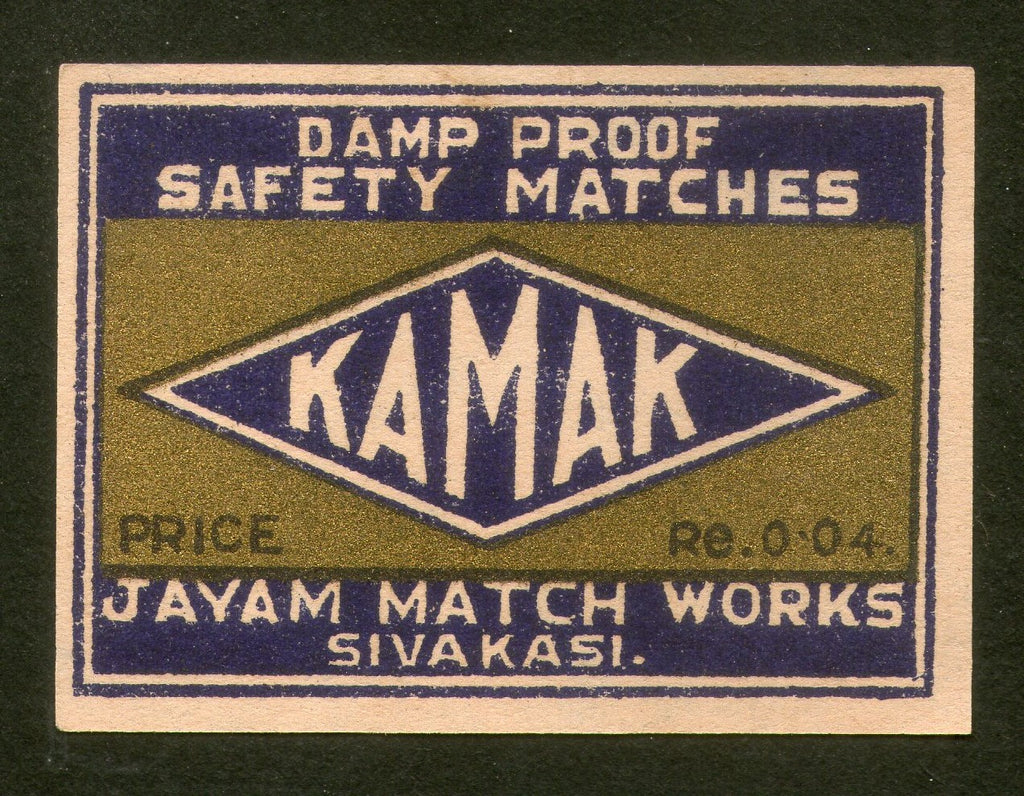 DAMP PROOF
SAFETY MATCHES
KAMAK
PRICE Re. 0·04.
JAYAM MATCH WORKS
SIVAKASI.